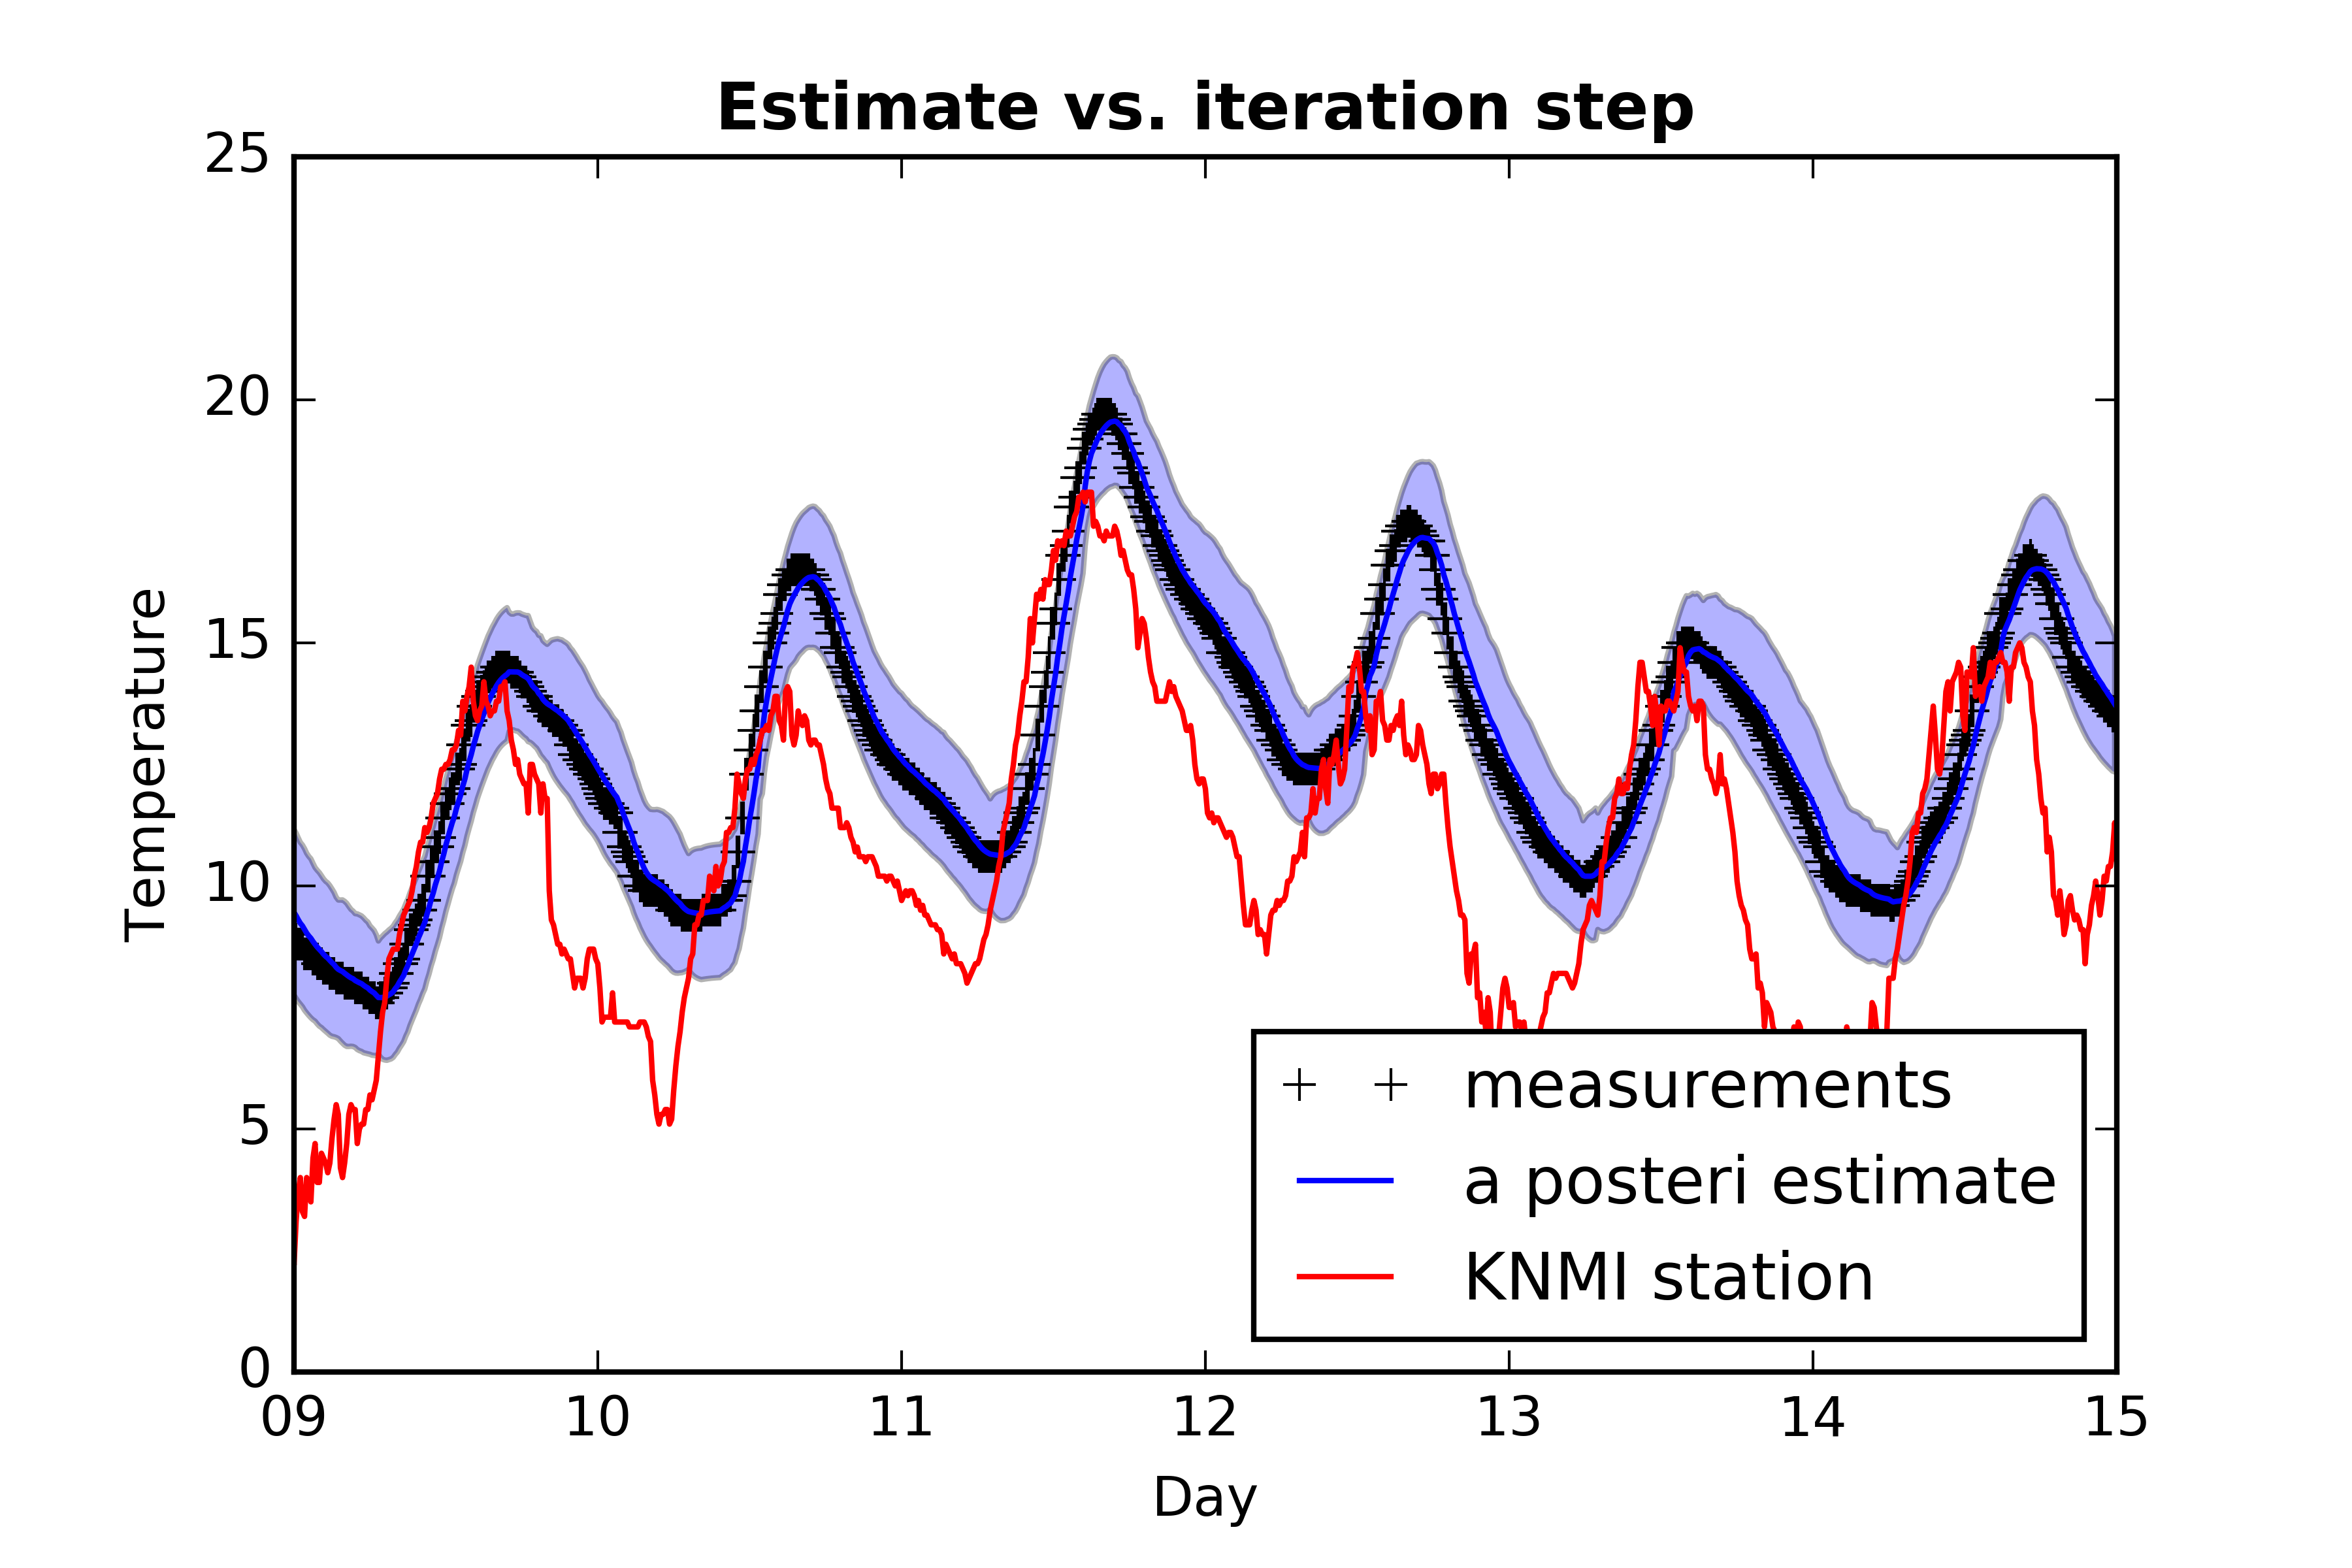 Estimate vs. iteration step
25
20
15
10
5
0
Temperature
09 10 11 12 13 14 15
Day
measurements
a posteri estimate
KNMI station